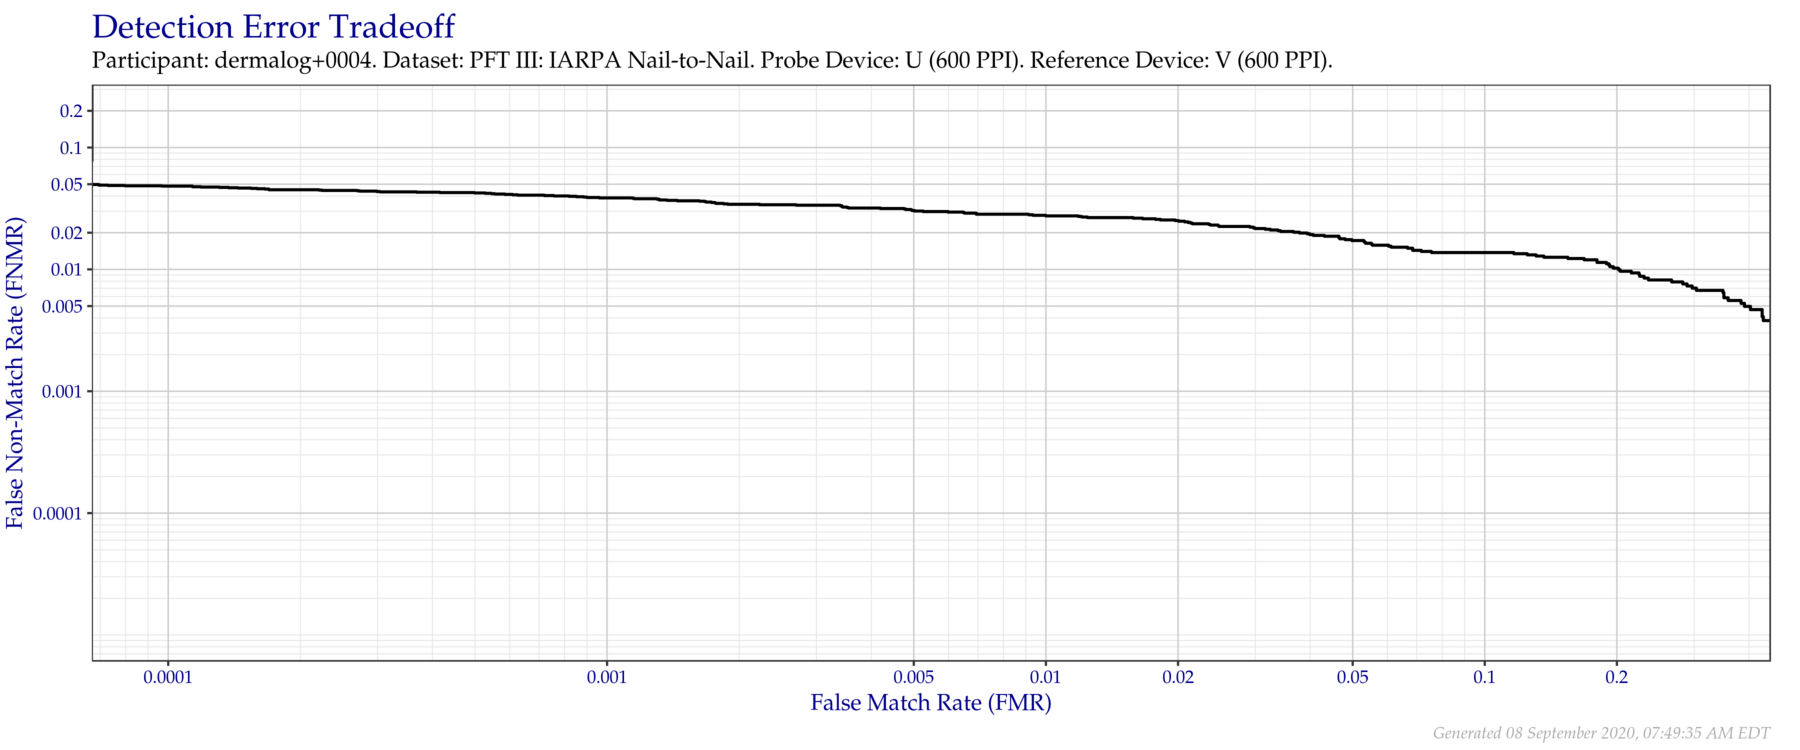 Detection Error Tradeoff
Participant: dermalog+0004. Dataset: PFT III: IARPA Nail-to-Nail. Probe Device: U (600 PPI). Reference Device: V (600 PPI).
False Non-Match Rate (FNMR)
0.2
0.1
0.05
0.02
0.01
0.005
0.001
0.0001
0.0001 0.001 0.005 0.01 0.02 0.05 0.1 0.2
False Match Rate (FMR)
Generated 08 September 2020, 07:49:35 AM EDT